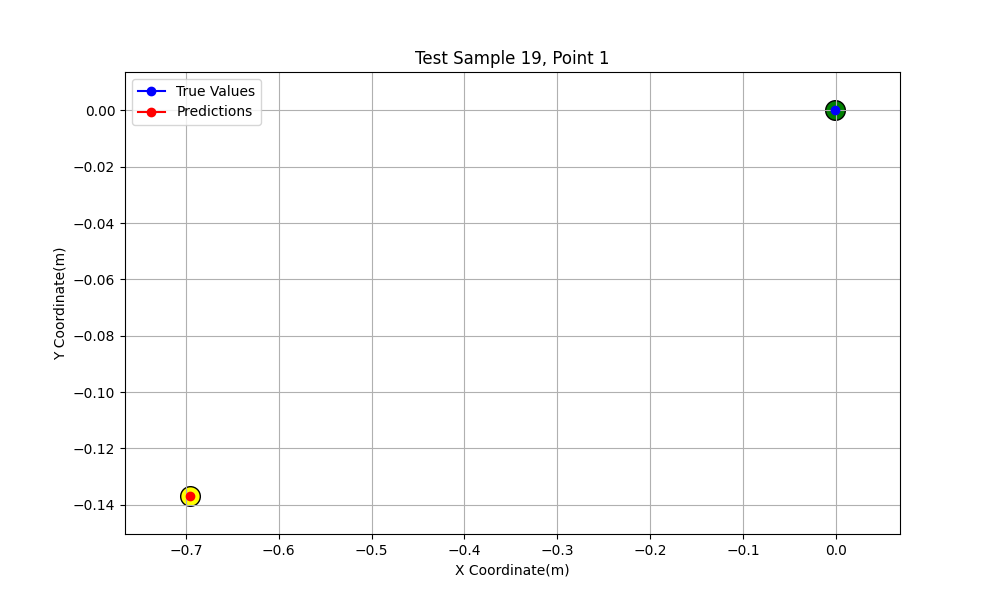 Test Sample 19, Point 1
True Values
Predictions
0.00
−0.02
−0.04
−0.06
−0.08
−0.10
−0.12
−0.14
Y Coordinate(m)
−0.7 −0.6 −0.5 −0.4 −0.3 −0.2 −0.1 0.0
X Coordinate(m)